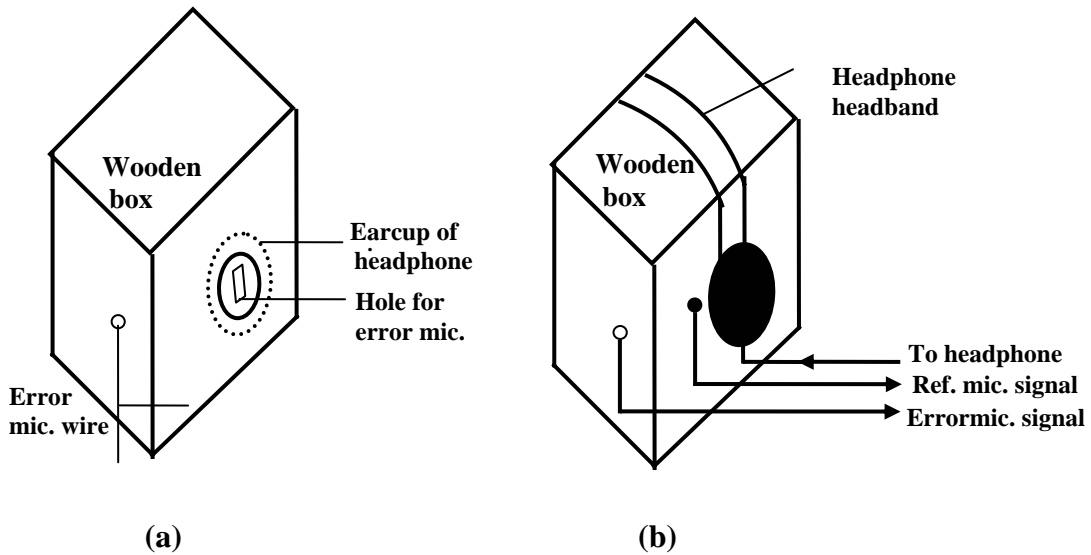 Wooden
box
Earcup of
headphone
Hole for
error mic.
Error
mic. wire
(a)
Headphone
headband
Wooden
box
To headphone
Ref. mic. signal
Errormic. signal
(b)